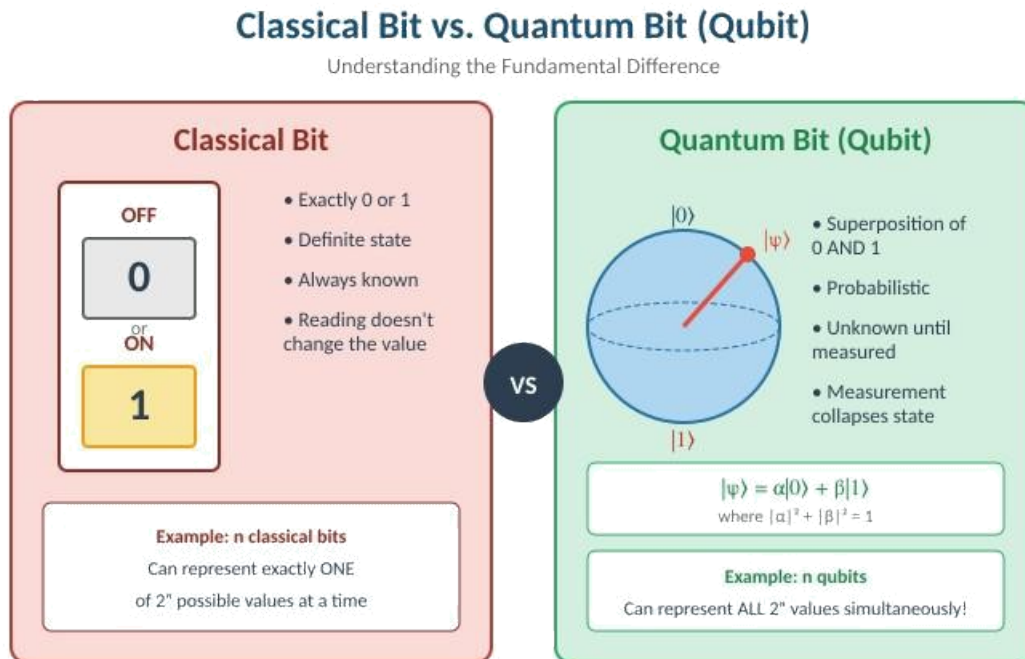 Classical Bit vs. Quantum Bit (Qubit)
Understanding the Fundamental Difference
Classical Bit
OFF
0
or
ON
1
• Exactly 0 or 1
• Definite state
• Always known
• Reading doesn't
change the value
Example: n classical bits
Can represent exactly ONE
of 2ⁿ possible values at a time
VS
Quantum Bit (Qubit)
|0⟩
|ψ⟩
|1⟩
• Superposition of
0 AND 1
• Probabilistic
• Unknown until
measured
• Measurement
collapses state
|ψ⟩ = α|0⟩ + β|1⟩
where |α|² + |β|² = 1
Example: n qubits
Can represent ALL 2ⁿ values simultaneously!